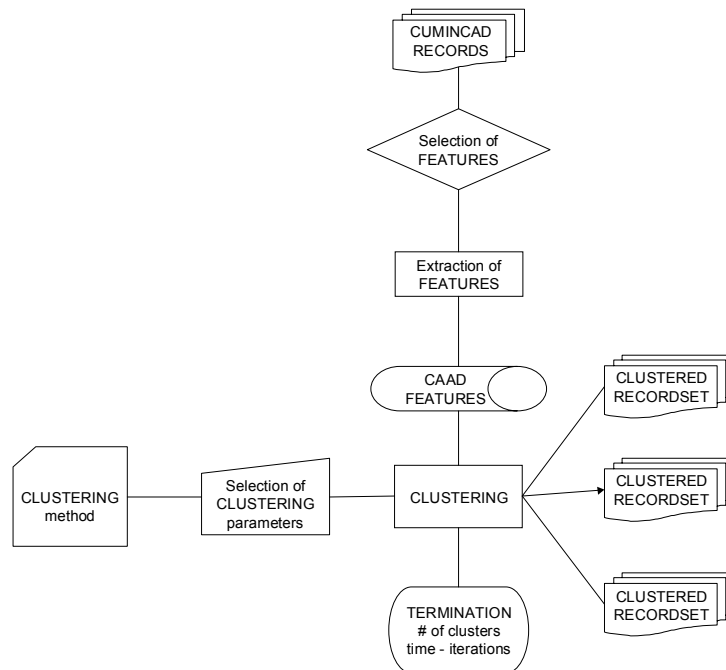 CUMINCAD
RECORDS
Selection of
FEATURES
Extraction of
FEATURES
CAAD
FEATURES
CLUSTERING
method
Selection of
CLUSTERING
parameters
CLUSTERING
CLUSTERED
RECORDSET
CLUSTERED
RECORDSET
CLUSTERED
RECORDSET
TERMINATION
# of clusters
time - iterations